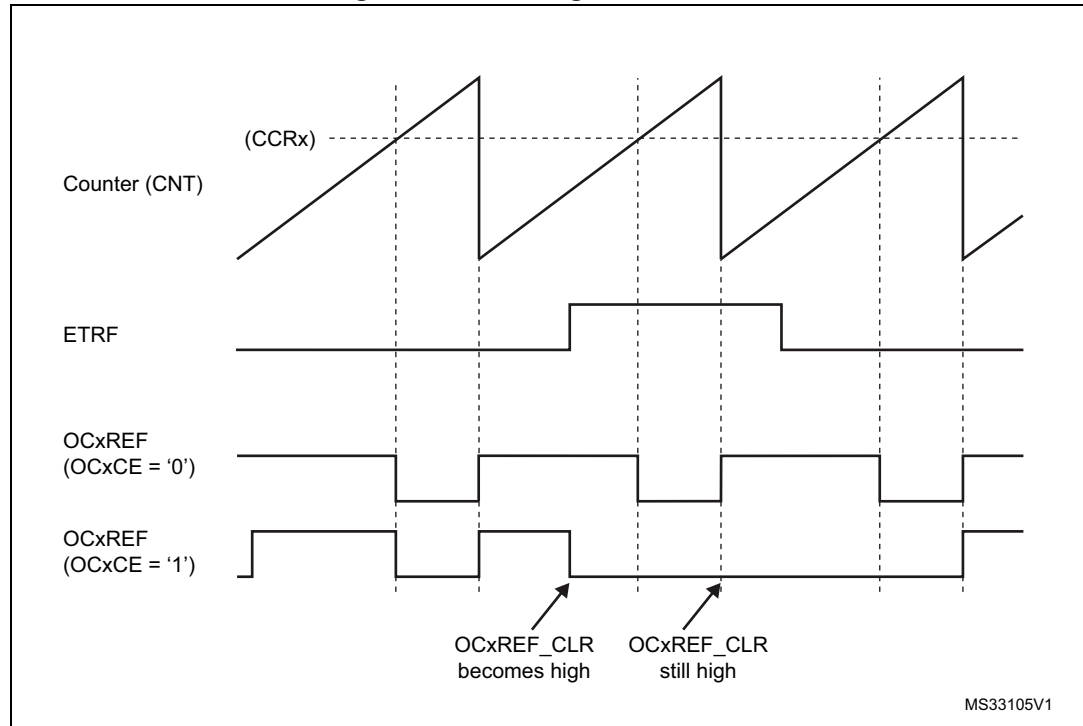 (CCRx)
Counter (CNT)
ETRF
OCxREF
(OCxCE = ‘0’)
OCxREF
(OCxCE = ‘1’)
OCxREF_CLR
becomes high
OCxREF_CLR
still high
MS33105V1